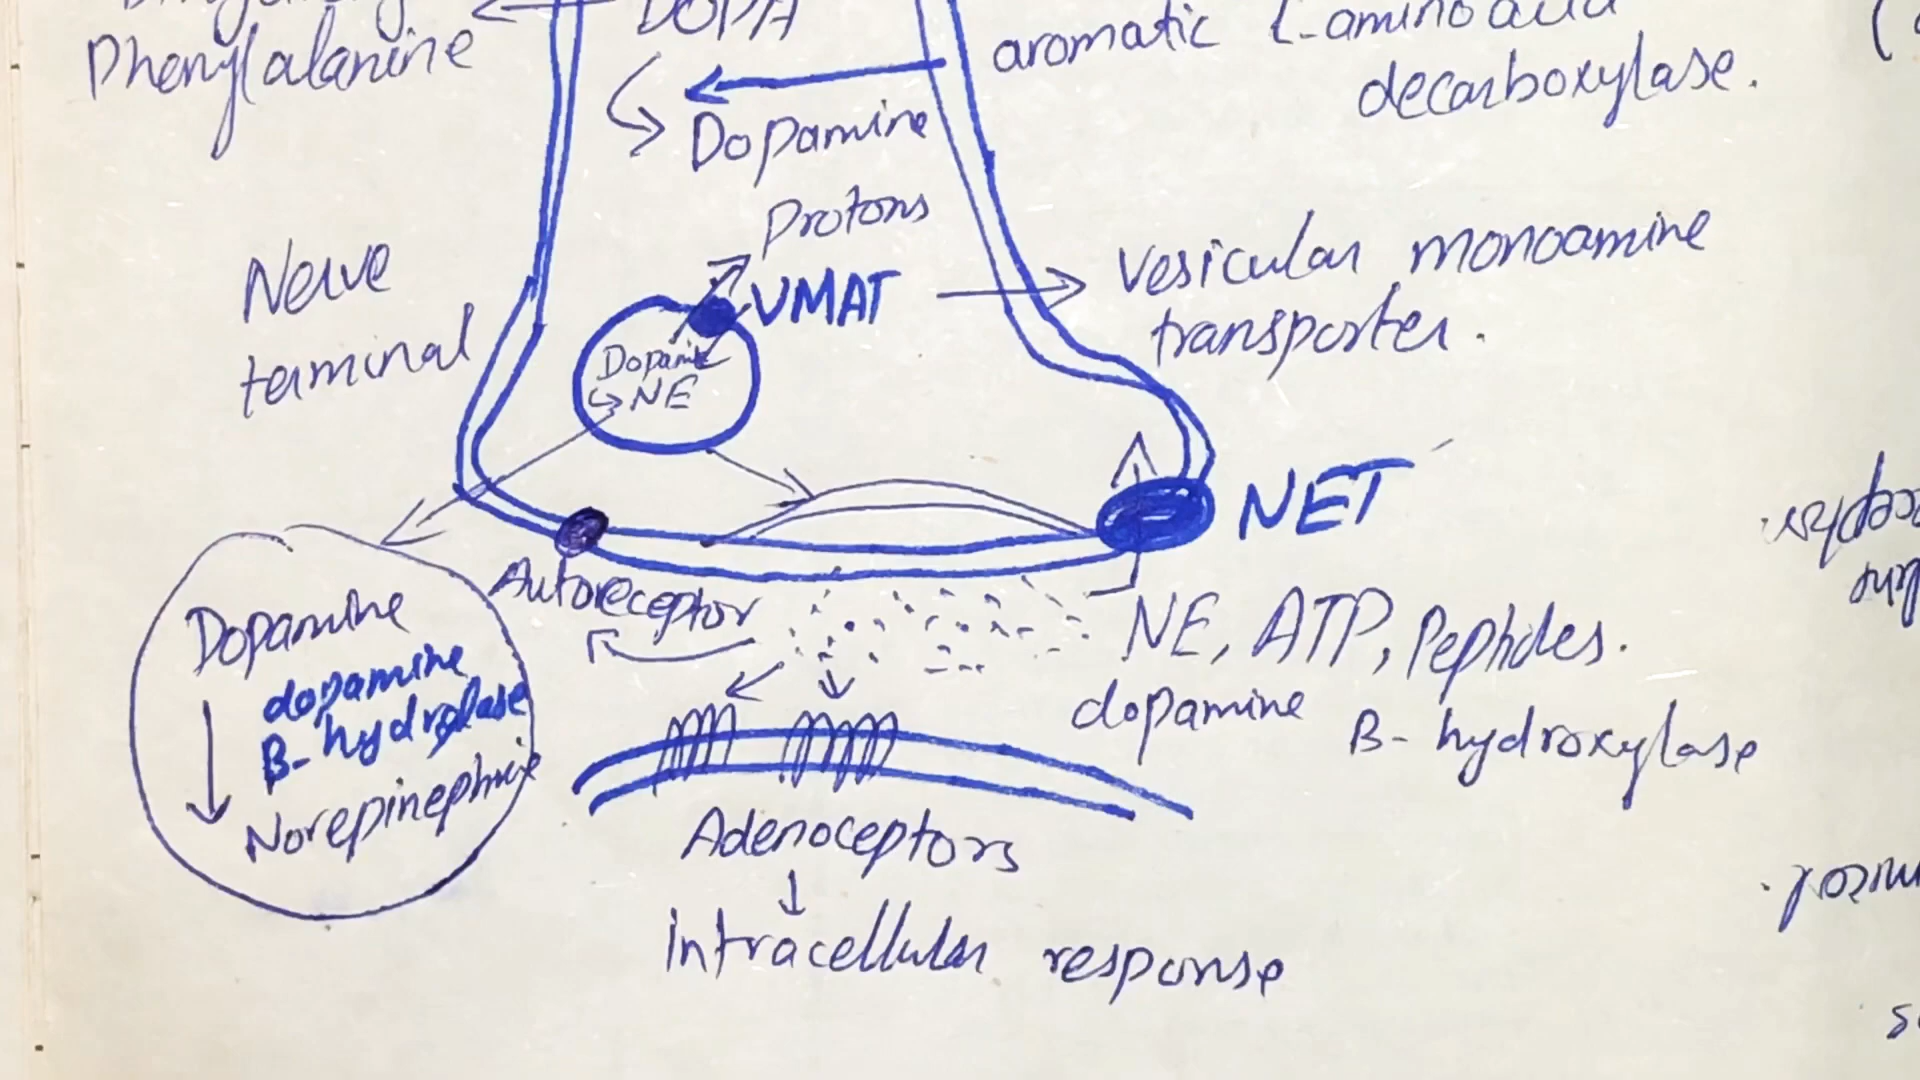 DOPA
aromatic L-amino acid
Phenylalanine
decarboxylase.
Dopamine
Protons
Nerve
terminal
VMAT
Vesicular monoamine
transporter.
Dopamine
NE
NET
Autoreceptor
NE, ATP, Peptides.
dopamine B-hydroxylase
Dopamine
dopamine
B-hydrolase
Norepinephrine
Adenoceptors
intracellular response